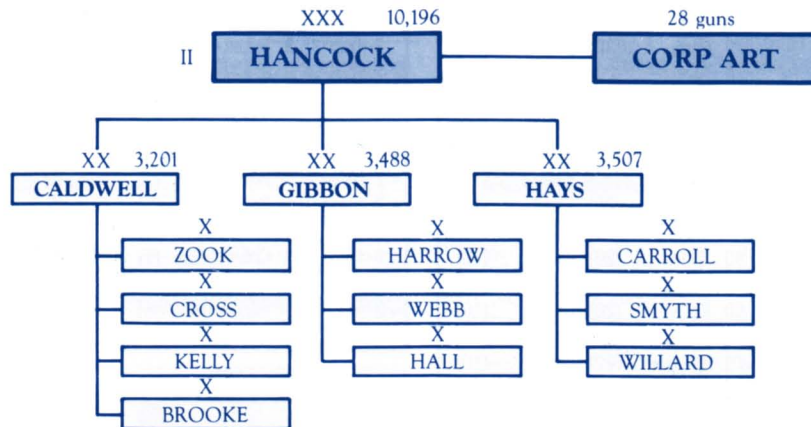 XXX 10,196 28 guns
II HANCOCK CORP ART
XX 3,201 XX 3,488 XX 3,507
CALDWELL GIBBON HAYS
X X X
ZOOK HARROW CARROLL
X X X
CROSS WEBB SMYTH
X X X
KELLY HALL WILLARD
X
BROOKE